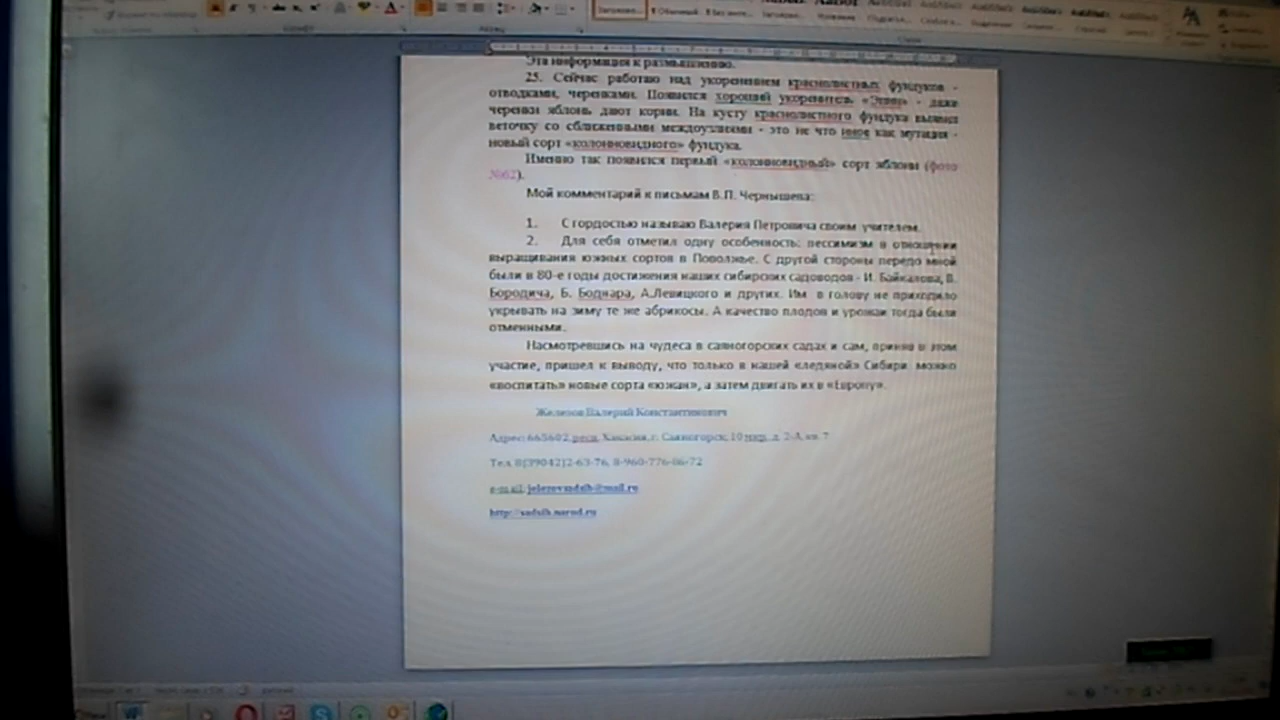 Эта информация к размышлению.
25. Сейчас работаю над укоренением краснолистных фундуков -
отводками, черенками. Появился хороший укоренитель «Эпин» - даже
черенки яблонь дают корни. На кусту краснолистного фундука выявил
веточку со сближенными междоузлиями - это не что иное как мутация -
новый сорт «колонновидного» фундука.
Именно так появился первый «колонновидный» сорт яблони (фото
№62).
Мой комментарий к письмам В.П. Чернышева:
1. С гордостью называю Валерия Петровича своим учителем.
2. Для себя отметил одну особенность: пессимизм в отношении
выращивания южных сортов в Поволжье. С другой стороны передо мной
были в 80-е годы достижения наших сибирских садоводов - И. Байкалова, В.
Бородича, Б. Боднара, А.Левицкого и других. Им в голову не приходило
укрывать на зиму те же абрикосы. А качество плодов и урожаи тогда были
отменными.
Насмотревшись на чудеса в саяногорских садах и сам, приняв в этом
участие, пришел к выводу, что только в нашей «ледяной» Сибири можно
«воспитать» новые сорта «южан», а затем двигать их в «Европу».
Железов Валерий Константинович
Адрес: 665602, респ. Хакасия, г. Саяногорск, 10 мкр., д. 2-А, кв. 7
Тел. 8(39042)2-63-76, 8-960-776-86-72
e-mail: jelezovsadsib@mail.ru
http://sadsib.narod.ru